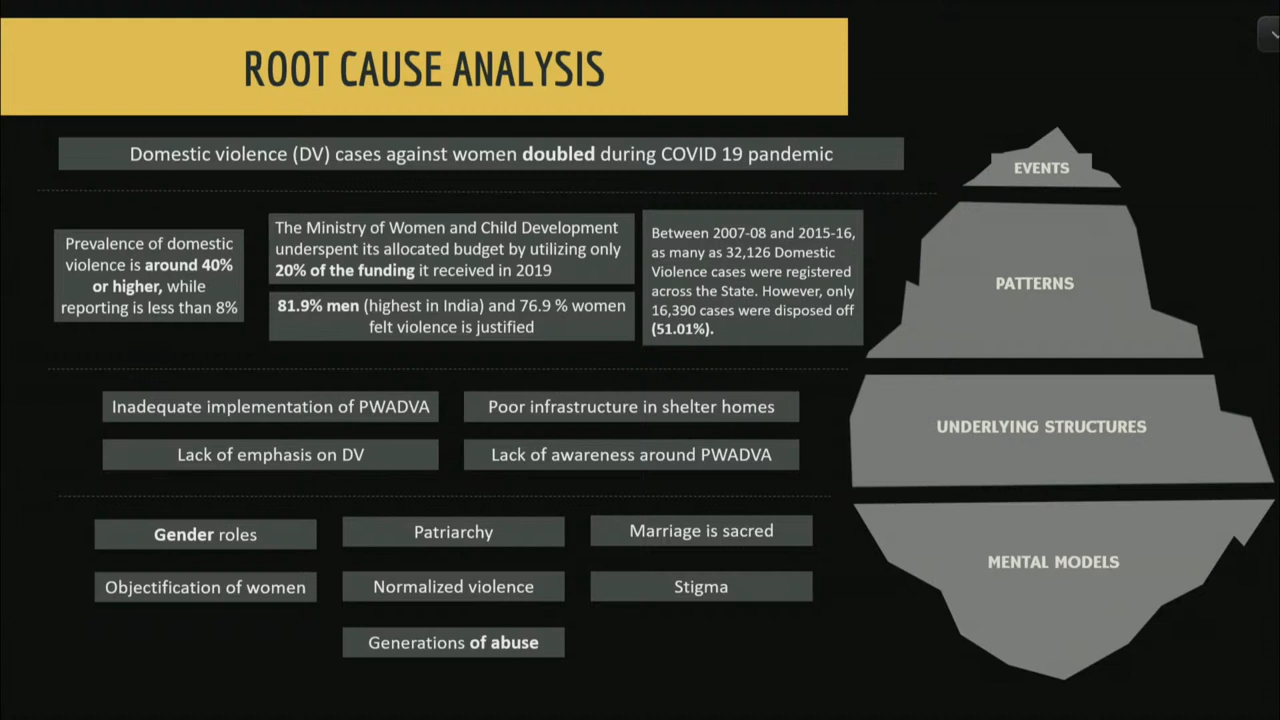 ROOT CAUSE ANALYSIS
Domestic violence (DV) cases against women doubled during COVID 19 pandemic
EVENTS
Prevalence of domestic
violence is around 40%
or higher, while
reporting is less than 8%
The Ministry of Women and Child Development
underspent its allocated budget by utilizing only
20% of the funding it received in 2019
81.9% men (highest in India) and 76.9 % women
felt violence is justified
Between 2007-08 and 2015-16,
as many as 32,126 Domestic
Violence cases were registered
across the State. However, only
16,390 cases were disposed off
(51.01%).
PATTERNS
Inadequate implementation of PWADVA
Poor infrastructure in shelter homes
Lack of emphasis on DV
Lack of awareness around PWADVA
UNDERLYING STRUCTURES
Gender roles
Patriarchy
Marriage is sacred
Objectification of women
Normalized violence
Stigma
Generations of abuse
MENTAL MODELS